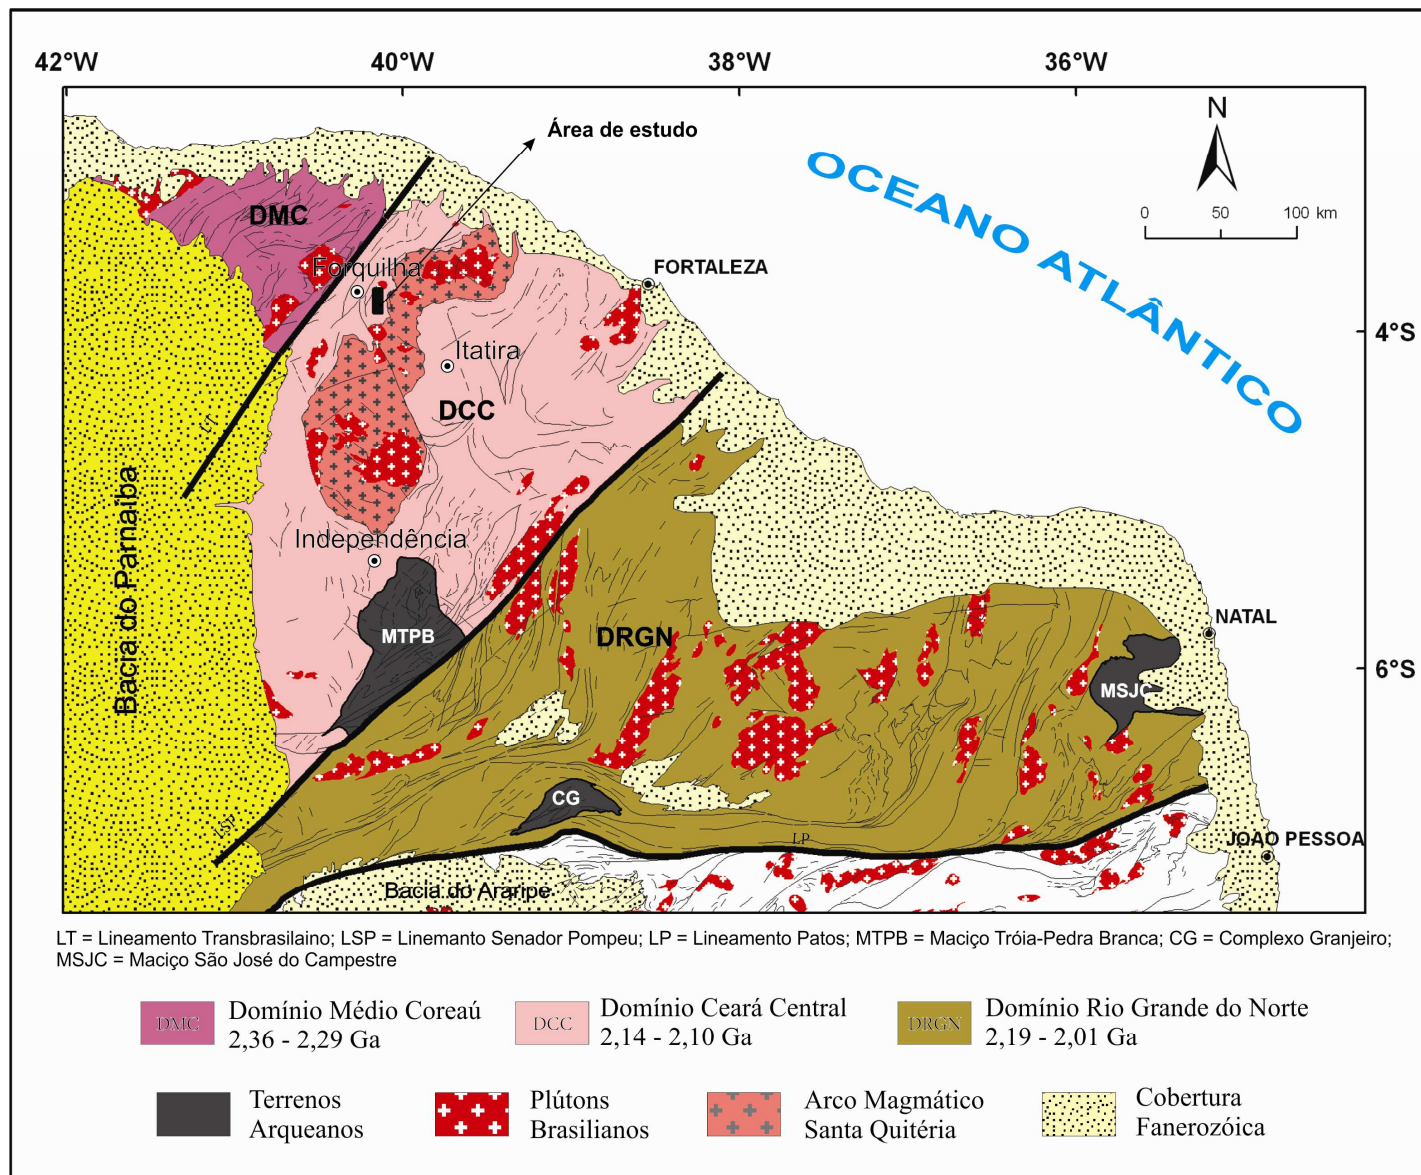 42°W 40°W 38°W 36°W
N
Área de estudo
OCEANO ATLÂNTICO
0 50 100 km
DMC
Forquilha
FORTALEZA
4°S
Itatira
DCC
LT
Bacia do Parnaiba
Independência
MTPB
DRGN
NATAL
6°S
MSJC
CG
LSP
LP
JOAO PESSOA
Bacia do Araripe
LT = Lineamento Transbrasilaino; LSP = Linemanto Senador Pompeu; LP = Lineamento Patos; MTPB = Maciço Tróia-Pedra Branca; CG = Complexo Granjeiro;
MSJC = Maciço São José do Campestre
DMC Domínio Médio Coreaú
2,36 - 2,29 Ga
DCC Domínio Ceará Central
2,14 - 2,10 Ga
DRGN Domínio Rio Grande do Norte
2,19 - 2,01 Ga
Terrenos
Arqueanos
Plútons
Brasilianos
Arco Magmático
Santa Quitéria
Cobertura
Fanerozóica